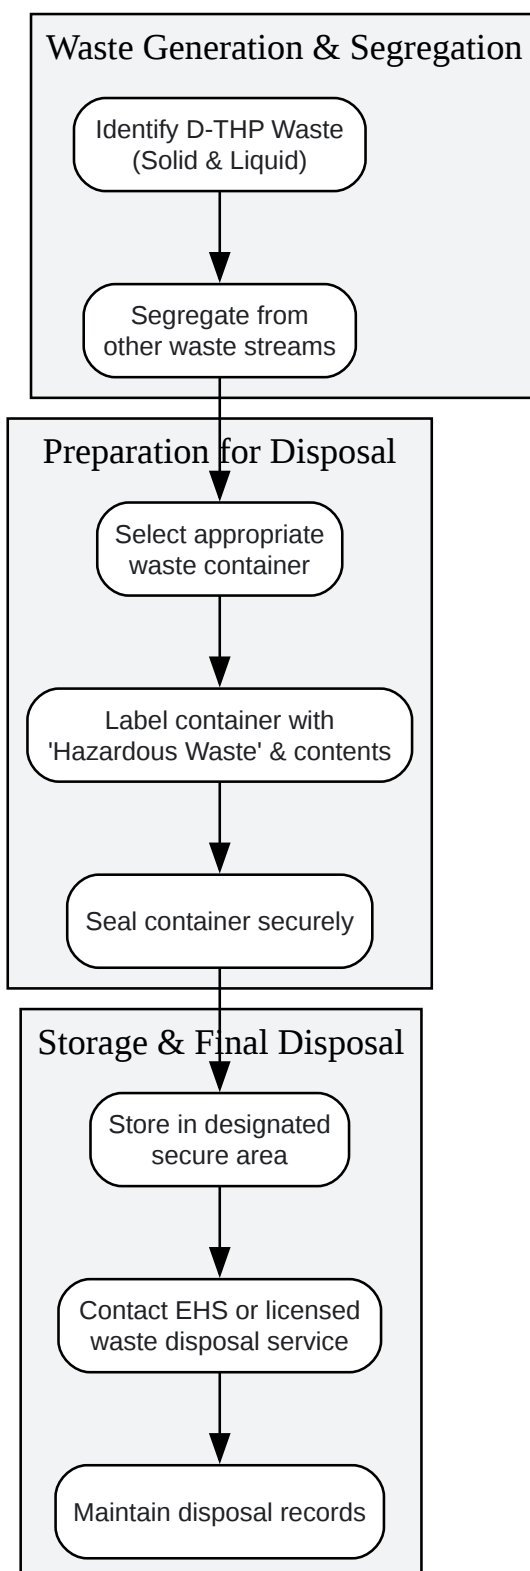 Waste Generation & Segregation
Identify D-THP Waste
(Solid & Liquid)
Segregate from
other waste streams
Preparation for Disposal
Select appropriate
waste container
Label container with
'Hazardous Waste' & contents
Seal container securely
Storage & Final Disposal
Store in designated
secure area
Contact EHS or licensed
waste disposal service
Maintain disposal records